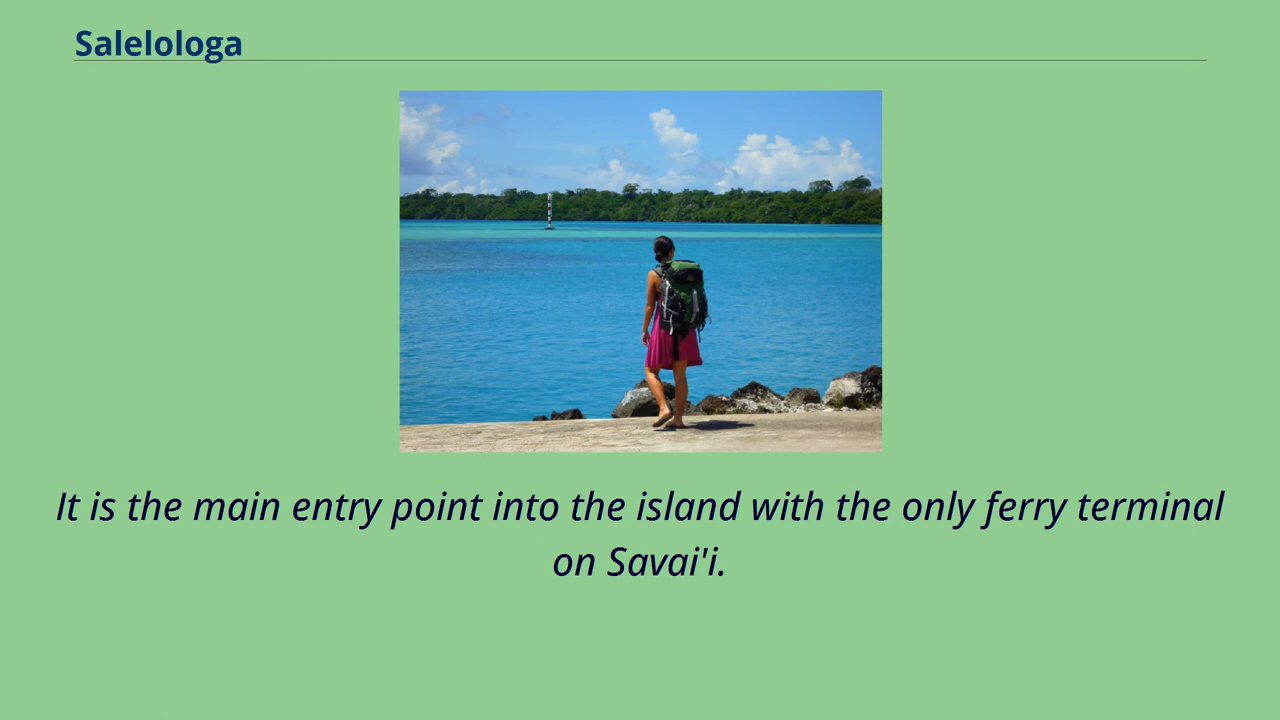 Salelologa
It is the main entry point into the island with the only ferry terminal
on Savai'i.